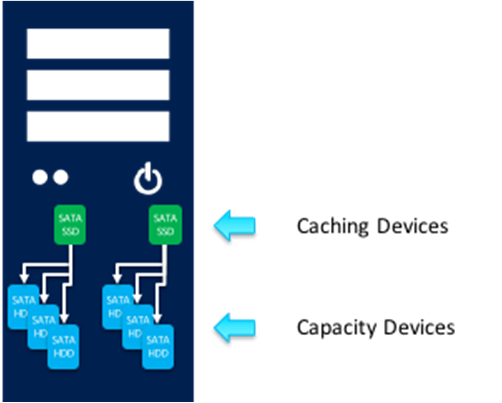 SATA
SSD
SATA
SSD
Caching Devices
SATA
HD
SATA
HD
SATA
HDD
SATA
HD
SATA
HD
SATA
HDD
Capacity Devices